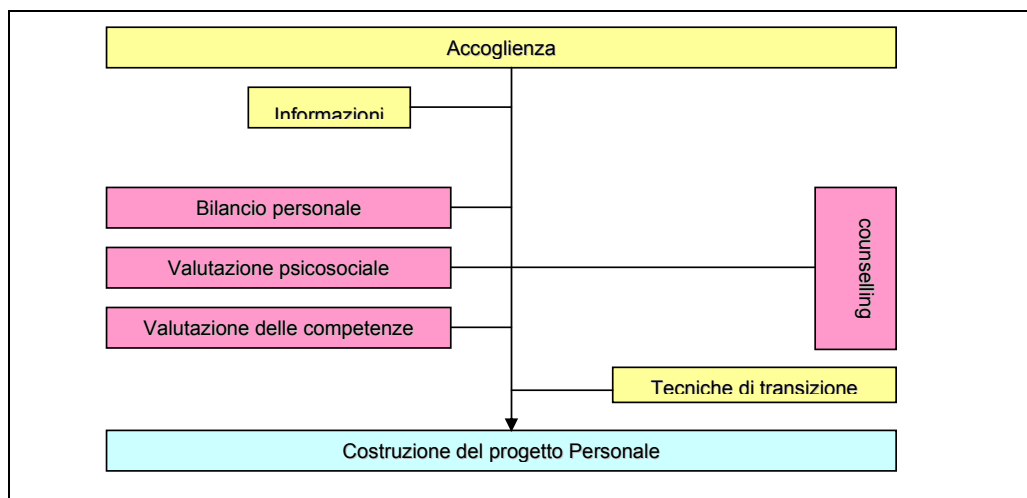 Accoglienza
Informazioni
Bilancio personale
Valutazione psicosociale
counselling
Valutazione delle competenze
Tecniche di transizione
Costruzione del progetto Personale